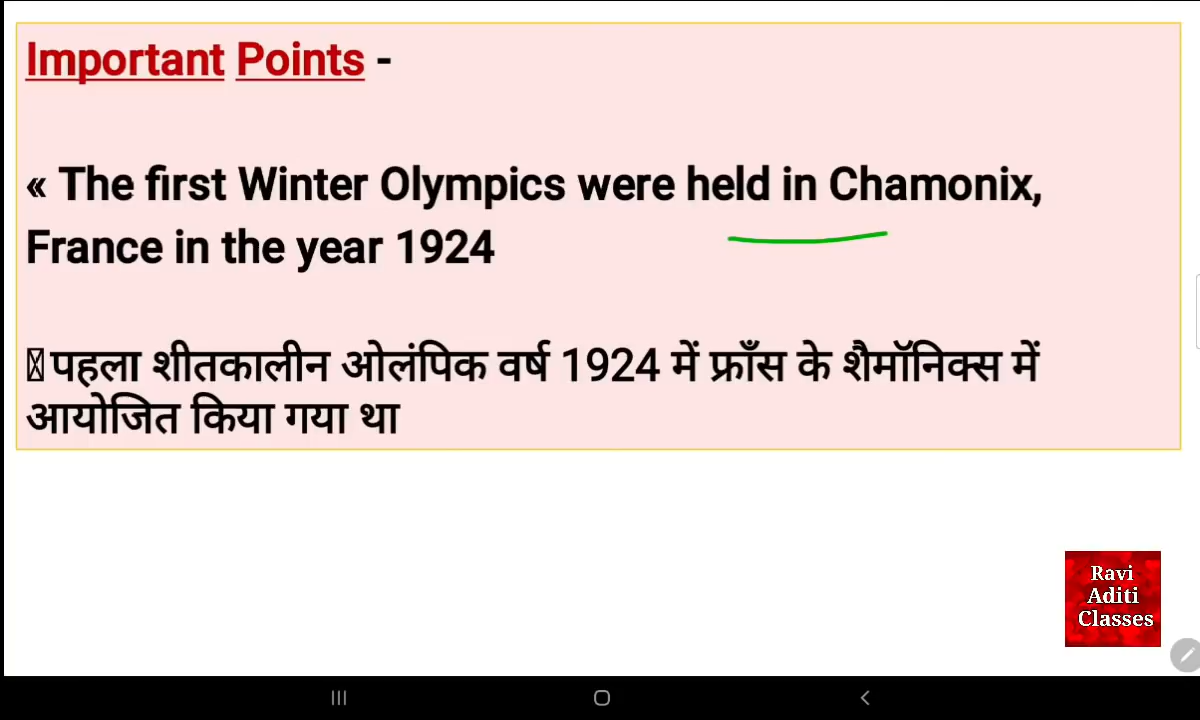 Important Points -
« The first Winter Olympics were held in Chamonix,
France in the year 1924
पहला शीतकालीन ओलंपिक वर्ष 1924 में फ्राँस के शैमॉनिक्स में
आयोजित किया गया था
Ravi
Aditi
Classes